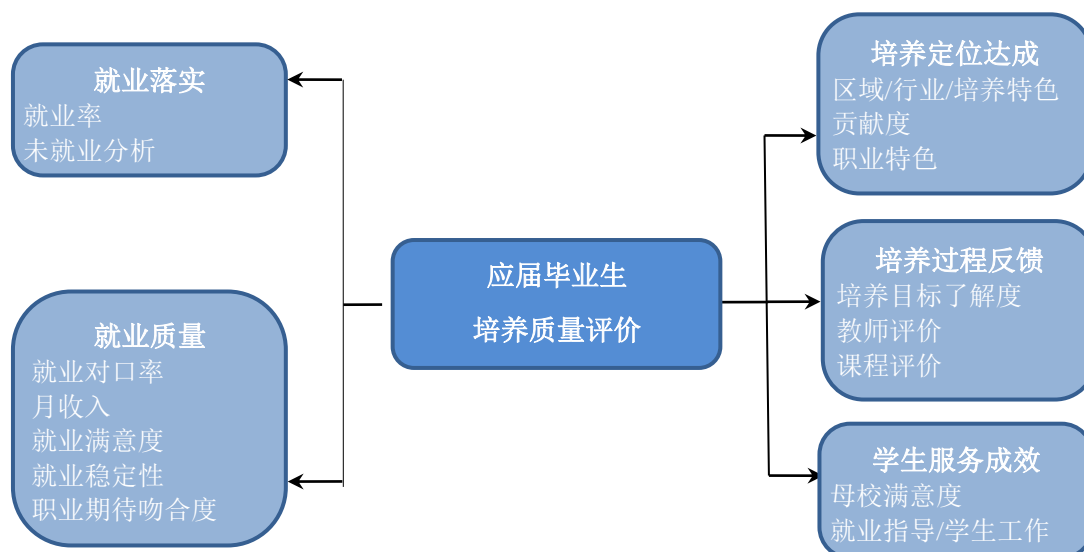 就业落实
就业率
未就业分析
就业质量
就业对口率
月收入
就业满意度
就业稳定性
职业期待吻合度
应届毕业生
培养质量评价
培养定位达成
区域/行业/培养特色
贡献度
职业特色
培养过程反馈
培养目标了解度
教师评价
课程评价
学生服务成效
母校满意度
就业指导/学生工作